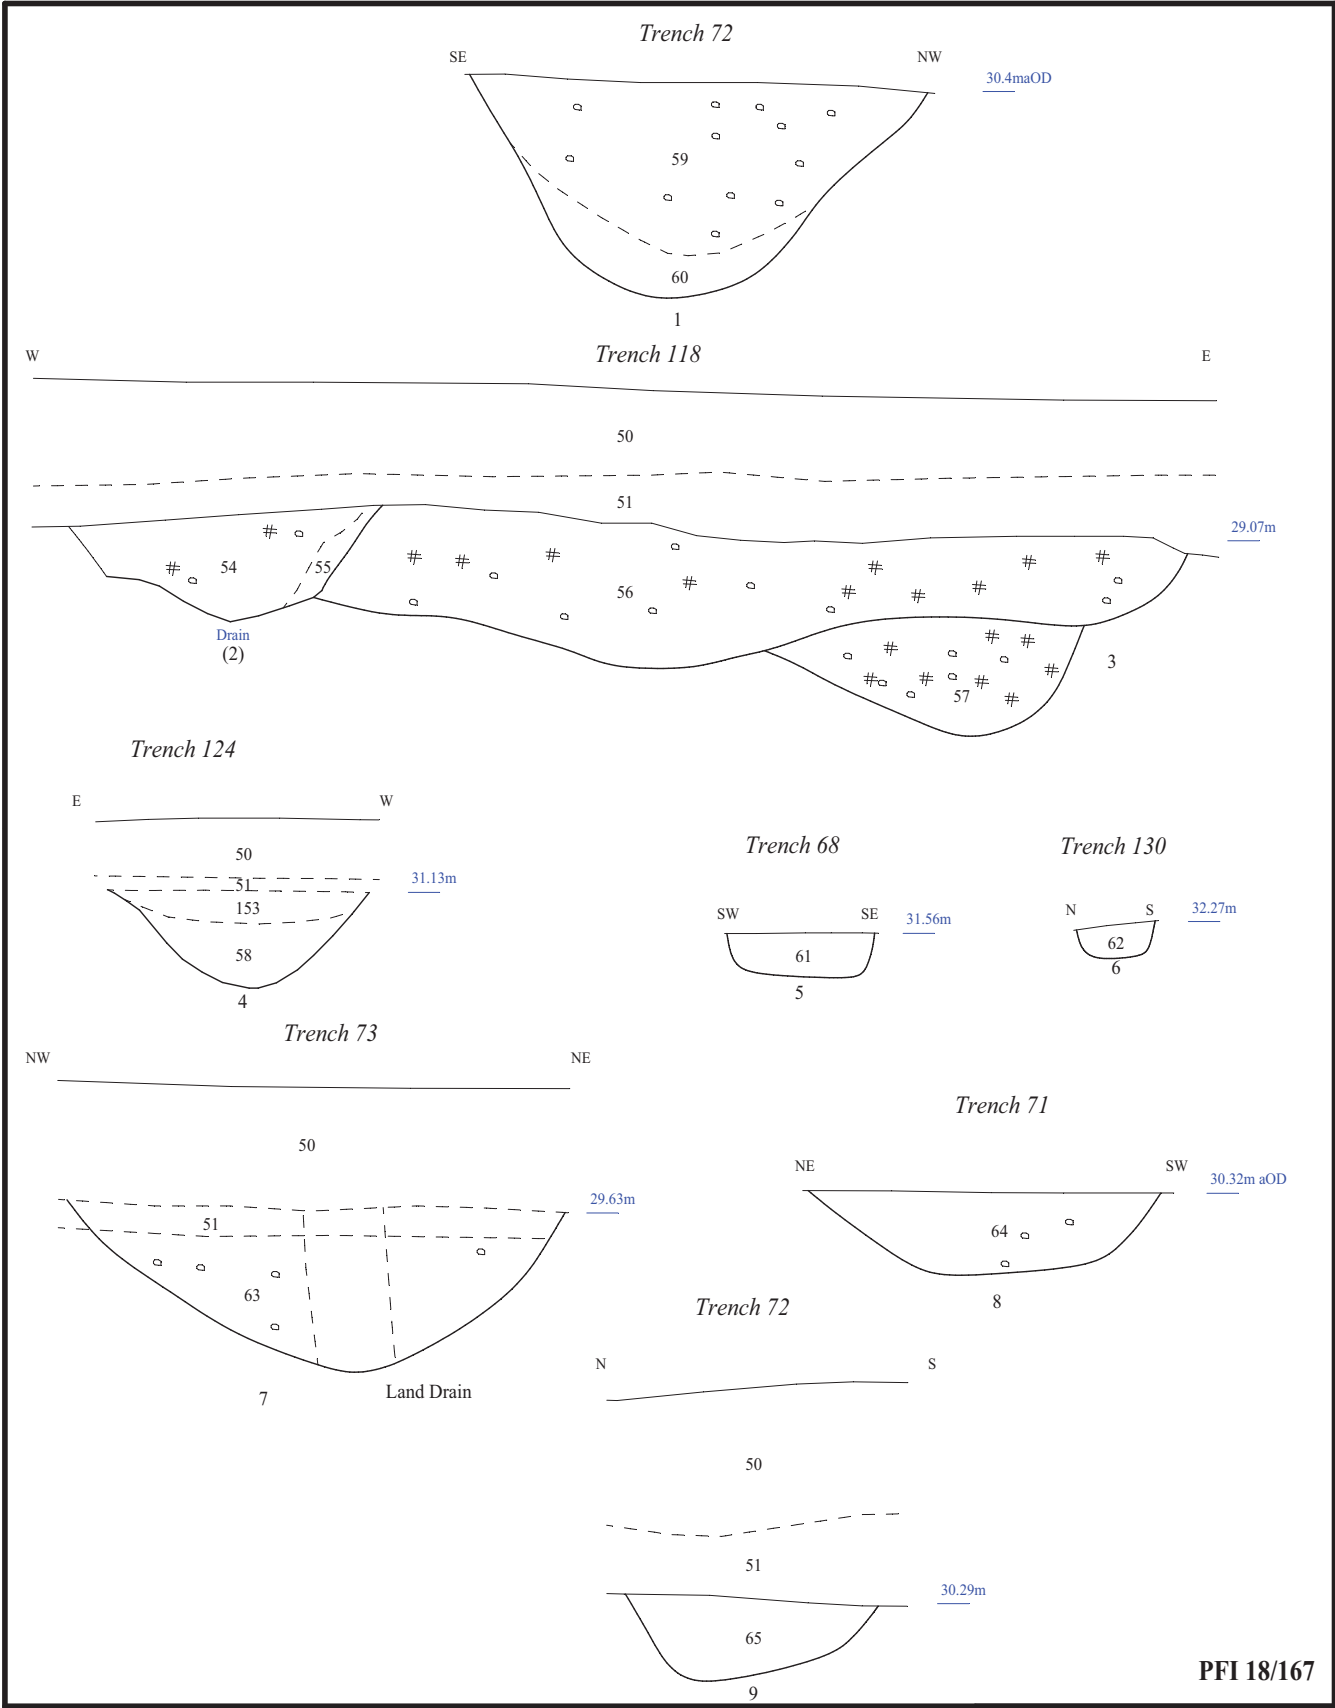 Trench 72
SE NW
30.4maOD
59
60
1
Trench 118
W E
50
51
29.07m
54 55 56
57
Drain
(2)
3
Trench 124
E W
50
51
31.13m
153
58
4
Trench 68
SW SE
31.56m
61
5
Trench 130
N S
32.27m
62
6
Trench 73
NW NE
50
29.63m
51
63
7
Land Drain
Trench 71
NE SW
30.32m aOD
64
8
Trench 72
N S
50
51
30.29m
65
9
PFI 18/167